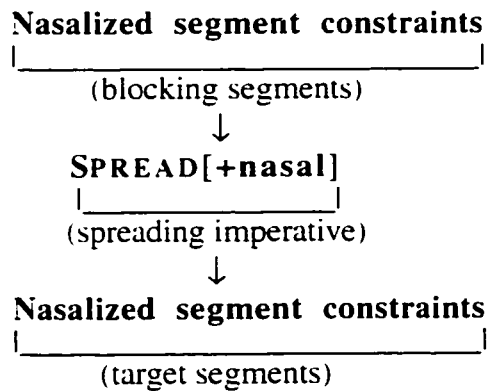 Nasalized segment constraints
(blocking segments)
↓
SPREAD[+nasal]
(spreading imperative)
↓
Nasalized segment constraints
(target segments)